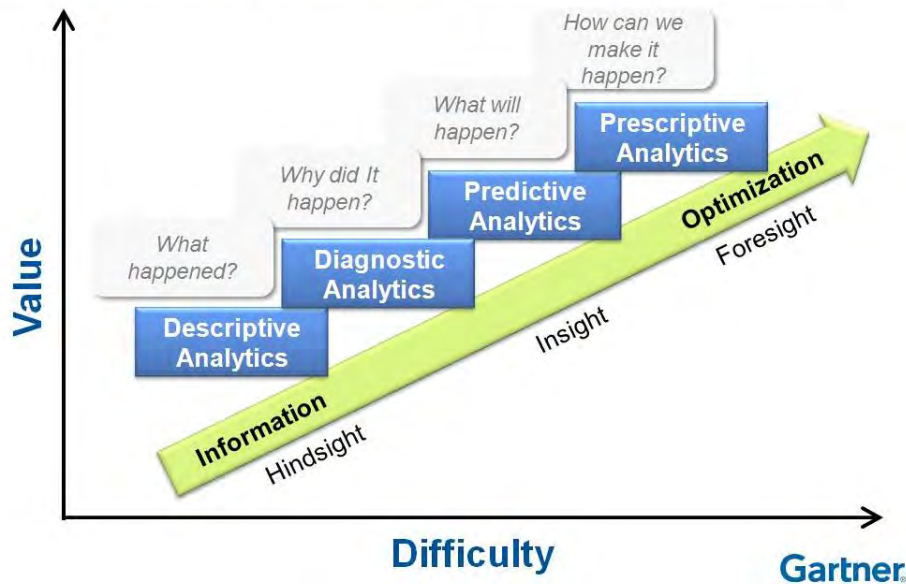 How can we
make it
happen?
What will
happen?
Prescriptive
Analytics
Why did It
happen?
Predictive
Analytics
Optimization
Foresight
What
happened?
Diagnostic
Analytics
Value
Descriptive
Analytics
Insight
Information
Hindsight
Difficulty
Gartner®